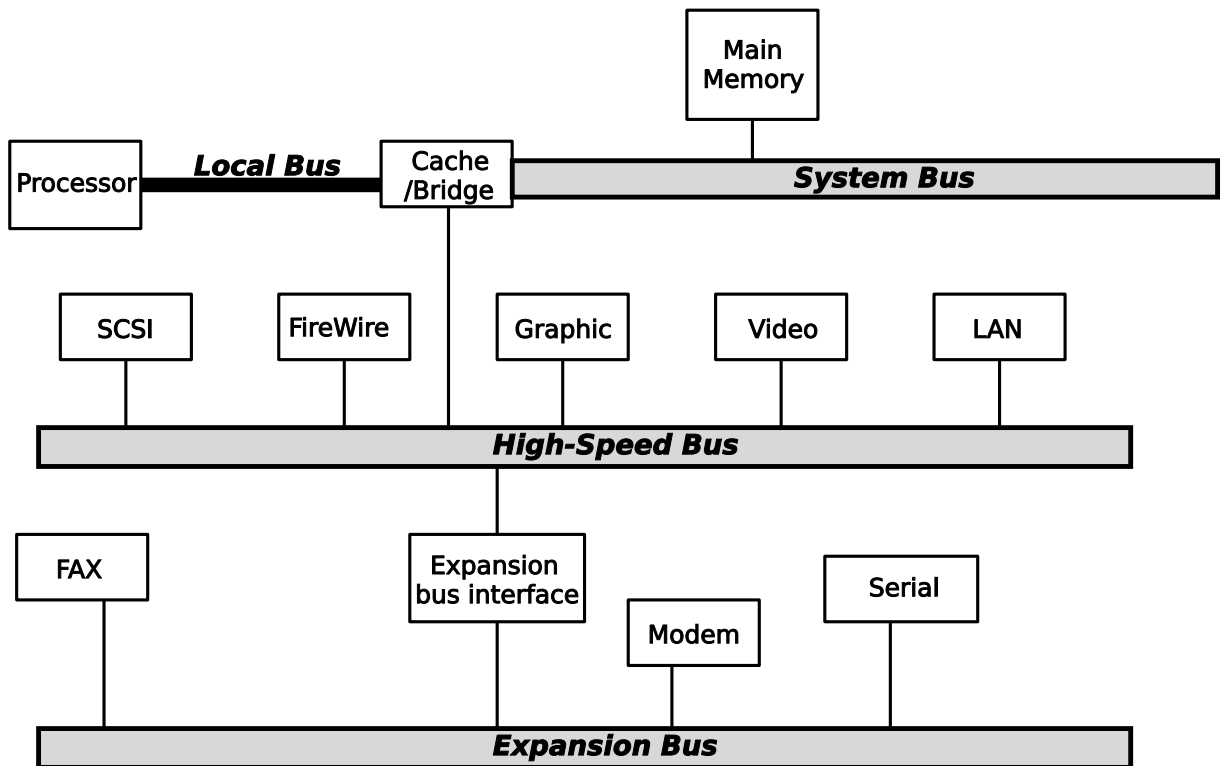 Main
Memory
Local Bus
Processor
Cache
/Bridge
System Bus
SCSI
FireWire
Graphic
Video
LAN
High-Speed Bus
FAX
Expansion
bus interface
Modem
Serial
Expansion Bus